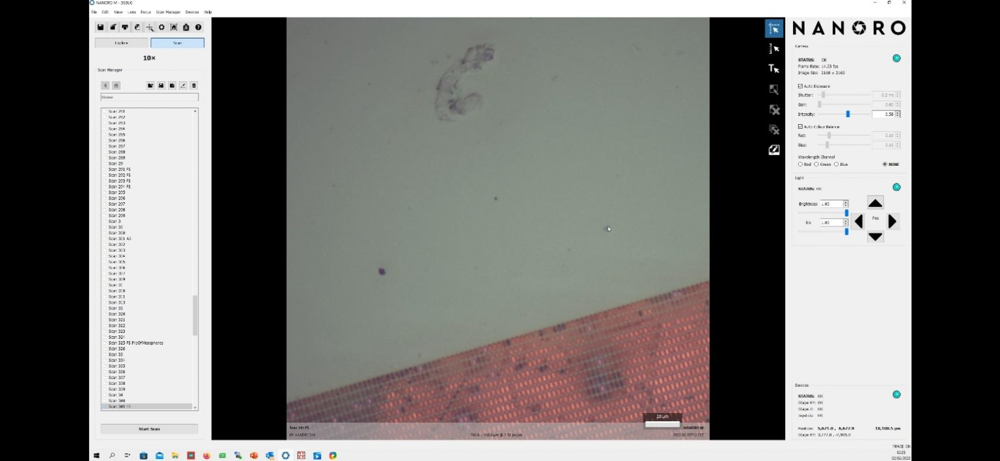 NANORO M - DEBUG
File Edit View Lens Focus Scan Manager Devices Help
Explore Scan
10×
Scan Manager
Home
Scan 281
Scan 282
Scan 283
Scan 284
Scan 285
Scan 286
Scan 287
Scan 288
Scan 289
Scan 29
Scan 291 FS
Scan 292 FS
Scan 293 FS
Scan 294 FS
Scan 295
Scan 296
Scan 297
Scan 298
Scan 299
Scan 3
Scan 30
Scan 300
Scan 301 AS
Scan 302
Scan 303
Scan 304
Scan 305
Scan 306
Scan 307
Scan 309
Scan 31
Scan 310
Scan 311
Scan 313
Scan 32
Scan 320
Scan 321
Scan 322
Scan 323
Scan 324
Scan 325 FS PileOfMicospheres
Scan 326
Scan 33
Scan 334
Scan 335
Scan 336
Scan 337
Scan 338
Scan 339
Scan 34
Scan 340
Scan 341 FS
Start Scan
20 µm
Scan 341 FS
NANORO M
NANORO
Camera
STATUS: OK
Frame Rate: 14.03 fps
Image Size: 2160 x 2160
Auto Exposure
Shutter: 0.2 ms
Gain: 0.00
Intensity: 0.58
Auto Colour Balance
Red: 0.10
Blue: 0.15
Wavelength Channel
Red Green Blue NONE
Light
STATUS: OK
Brightness 1.00
Pos
Iris 1.00
Devices
STATUS: OK
Stage XY: OK
Stage Z: OK
Joystick: OK
Position: 5,671.0 , -6,677.9 -18,108.5 µm
Stage XY: 3,777.0 , -7,905.0
TRACE ON
12:23
02/02/2022